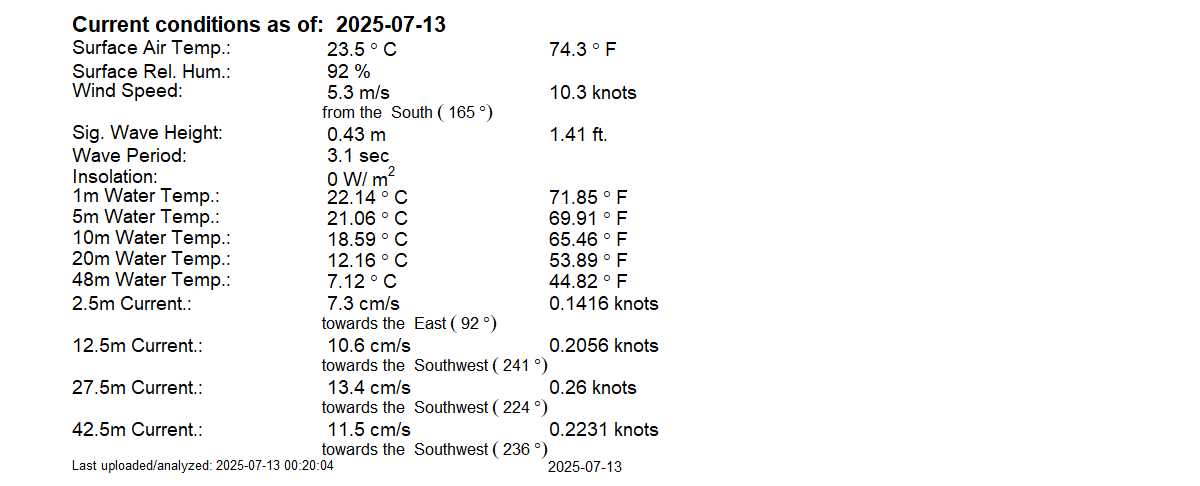 Current conditions as of: 2025-07-13
Surface Air Temp.: 23.5 ° C 74.3 ° F
Surface Rel. Hum.: 92 %
Wind Speed: 5.3 m/s 10.3 knots
from the South ( 165 °)
Sig. Wave Height: 0.43 m 1.41 ft.
Wave Period: 3.1 sec
Insolation: 0 W/ m²
1m Water Temp.: 22.14 ° C 71.85 ° F
5m Water Temp.: 21.06 ° C 69.91 ° F
10m Water Temp.: 18.59 ° C 65.46 ° F
20m Water Temp.: 12.16 ° C 53.89 ° F
48m Water Temp.: 7.12 ° C 44.82 ° F
2.5m Current.: 7.3 cm/s 0.1416 knots
towards the East ( 92 °)
12.5m Current.: 10.6 cm/s 0.2056 knots
towards the Southwest ( 241 °)
27.5m Current.: 13.4 cm/s 0.26 knots
towards the Southwest ( 224 °)
42.5m Current.: 11.5 cm/s 0.2231 knots
towards the Southwest ( 236 °)
Last uploaded/analyzed: 2025-07-13 00:20:04 2025-07-13